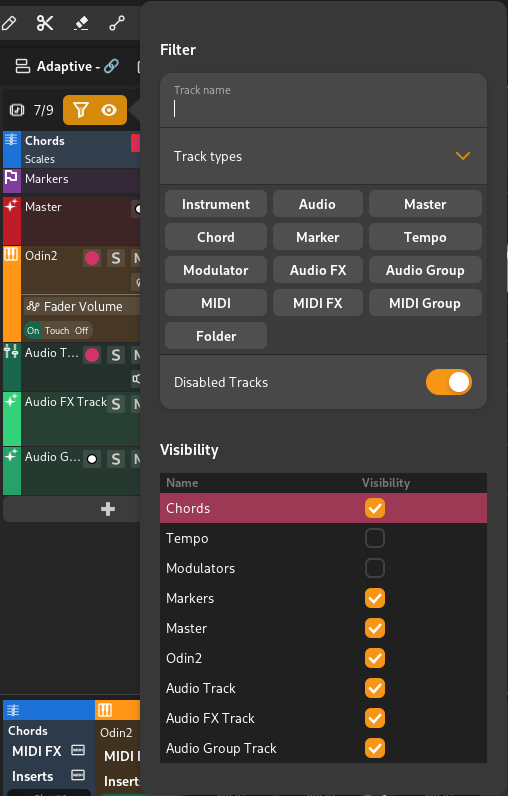 Adaptive -
7/9
Chords
Scales
Markers
Master
Odin2
S
Fader Volume
On Touch Off
Audio T...
S
Audio FX Track
S
Audio G...
S
Chords
Odin2
MIDI FX
MIDI F
Inserts
Insert
Filter
Track name
Track types
Instrument Audio Master
Chord Marker Tempo
Modulator Audio FX Audio Group
MIDI MIDI FX MIDI Group
Folder
Disabled Tracks
Visibility
Name Visibility
Chords
Tempo
Modulators
Markers
Master
Odin2
Audio Track
Audio FX Track
Audio Group Track